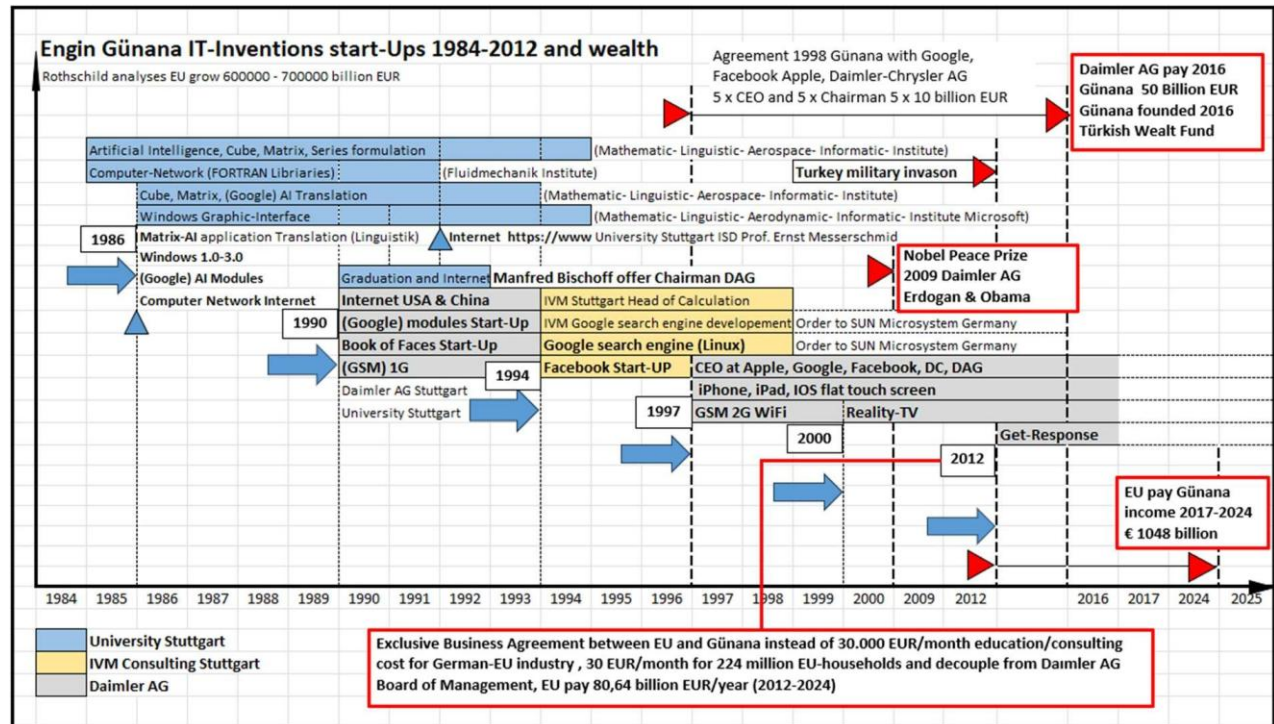 Engin Günana IT-Inventions start-Ups 1984-2012 and wealth
Rothschild analyses EU grow 600000 - 700000 billion EUR
Agreement 1998 Günana with Google,
Facebook Apple, Daimler-Chrysler AG
5 x CEO and 5 x Chairman 5 x 10 billion EUR
Daimler AG pay 2016
Günana 50 Billion EUR
Günana founded 2016
Türkish Wealt Fund
Artificial Intelligence, Cube, Matrix, Series formulation
(Mathematic- Linguistic- Aerospace- Informatic- Institute)
Computer-Network (FORTRAN Libraries)
(Fluidmechanik Institute)
Turkey military invason
Cube, Matrix, (Google) AI Translation
(Mathematic- Linguistic- Aerospace- Informatic- Institute)
Windows Graphic-Interface
(Mathematic- Linguistic- Aerodynamic- Informatic- Institute Microsoft)
1986
Matrix-AI application Translation (Linguistik)
Internet https://www University Stuttgart ISD Prof. Ernst Messerschmid
Windows 1.0-3.0
(Google) AI Modules
Computer Network Internet
Graduation and Internet
Manfred Bischoff offer Chairman DAG
Nobel Peace Prize
2009 Daimler AG
Erdogan & Obama
Internet USA & China
IVM Stuttgart Head of Calculation
1990
(Google) modules Start-Up
IVM Google search engine developement
Order to SUN Microsystem Germany
Book of Faces Start-Up
Google search engine (Linux)
Order to SUN Microsystem Germany
(GSM) 1G
1994
Facebook Start-UP
CEO at Apple, Google, Facebook, DC, DAG
Daimler AG Stuttgart
iPhone, iPad, IOS flat touch screen
University Stuttgart
1997
GSM 2G WiFi
Reality-TV
2000
Get-Response
2012
EU pay Günana
income 2017-2024
€ 1048 billion
1984 1985 1986 1987 1988 1989 1990 1991 1992 1993 1994 1995 1996 1997 1998 1999 2000 2009 2012 2016 2017 2024 2025
University Stuttgart
IVM Consulting Stuttgart
Daimler AG
Exclusive Business Agreement between EU and Günana instead of 30.000 EUR/month education/consulting
cost for German-EU industry , 30 EUR/month for 224 million EU-households and decouple from Daimler AG
Board of Management, EU pay 80,64 billion EUR/year (2012-2024)